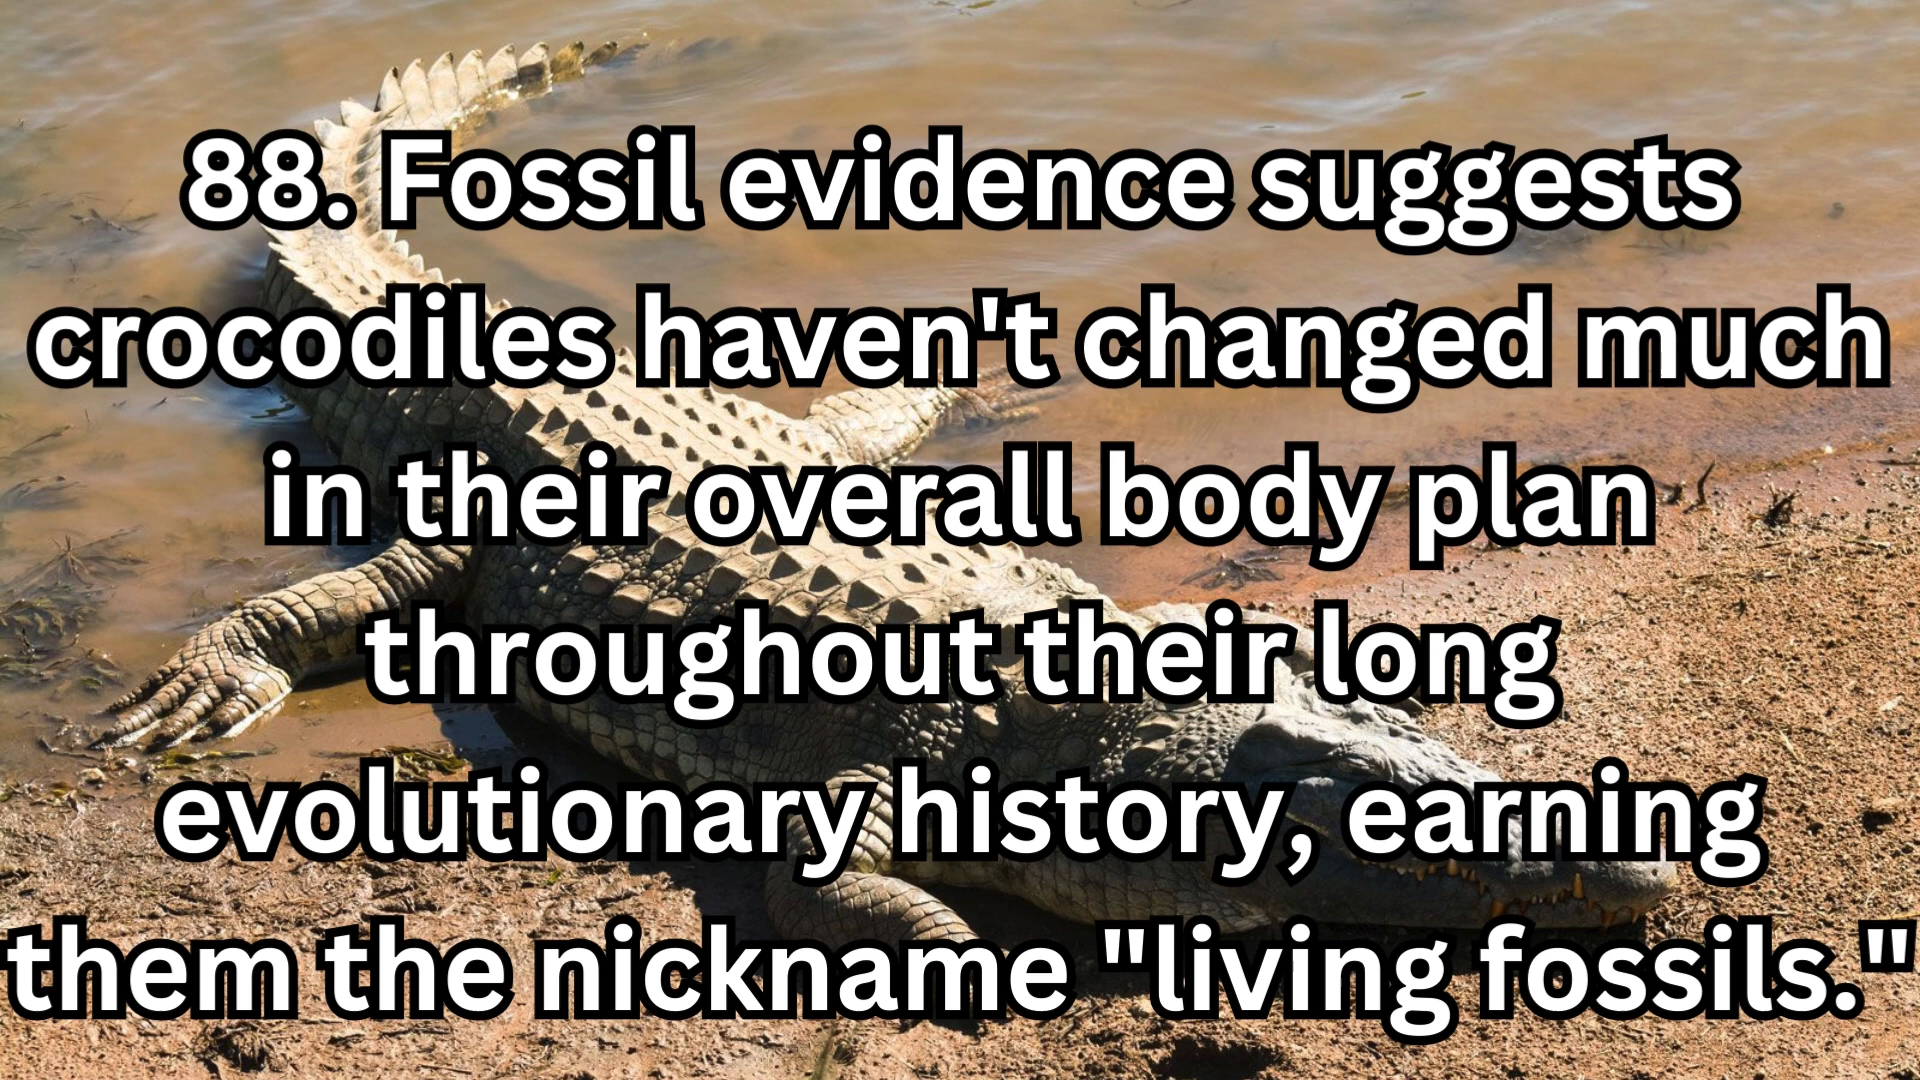 88. Fossil evidence suggests
crocodiles haven't changed much
in their overall body plan
throughout their long
evolutionary history, earning
them the nickname "living fossils."